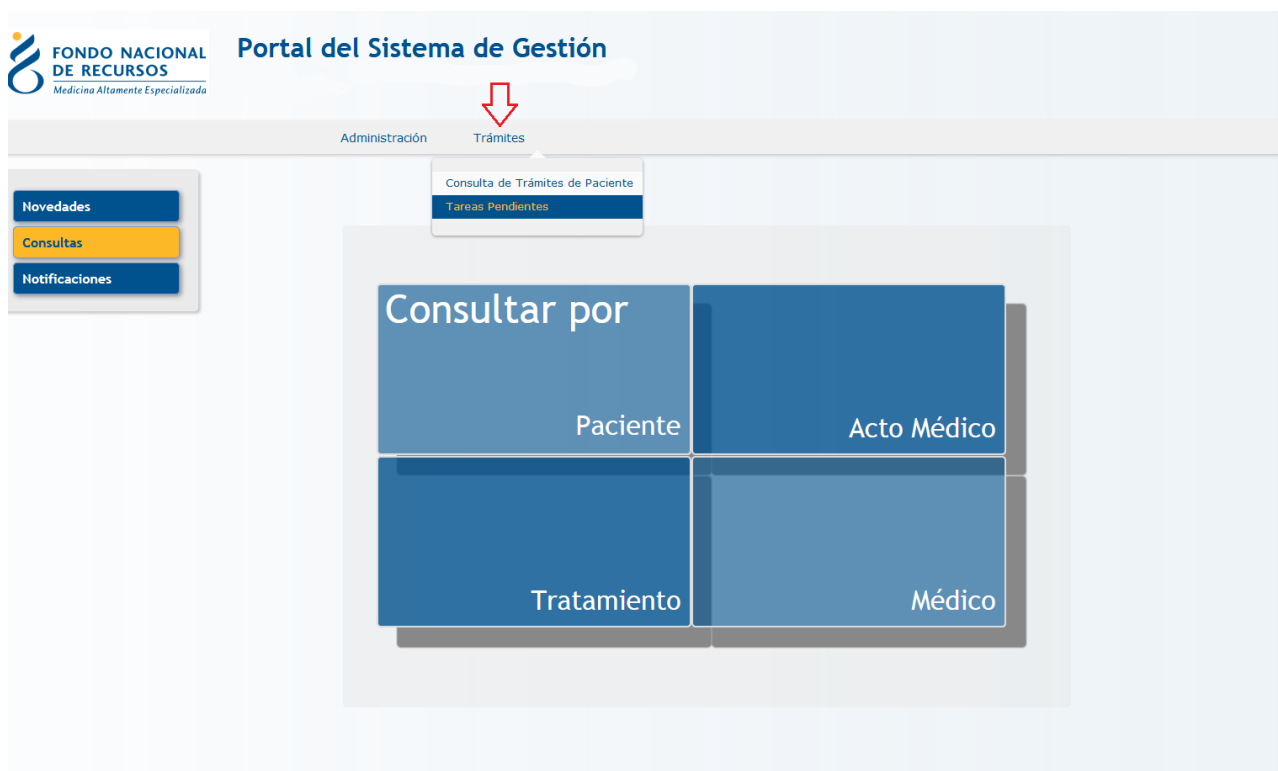 FONDO NACIONAL
DE RECURSOS
Medicina Altamente Especializada
Portal del Sistema de Gestión
Administración
Trámites
Consulta de Trámites de Paciente
Tareas Pendientes
Novedades
Consultas
Notificaciones
Consultar por
Paciente
Acto Médico
Tratamiento
Médico